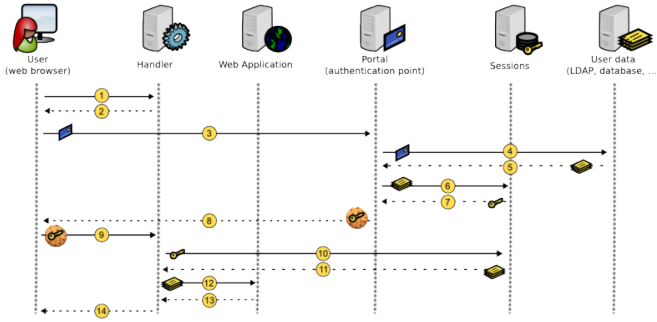 User
(web browser)
Handler
Web Application
Portal
(authentication point)
Sessions
User data
(LDAP, database, ...
1
2
3
4
5
6
7
8
9
10
11
12
13
14